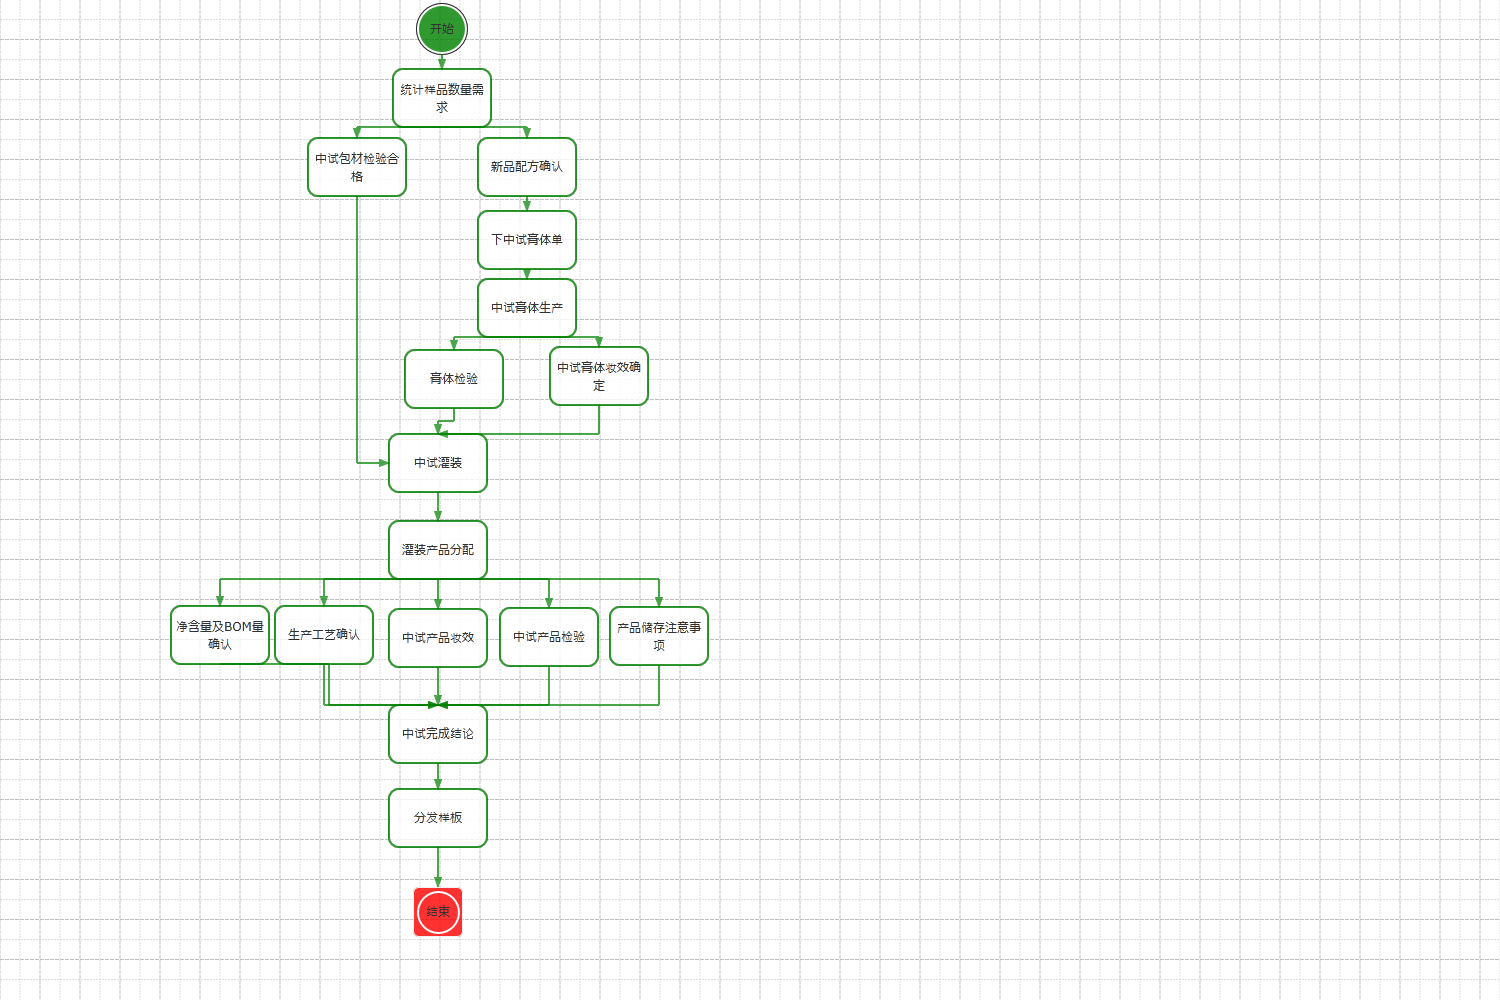 开始
统计样品数量需
求
中试包材检验合
格
新品配方确认
下中试膏体单
中试膏体生产
膏体检验
中试膏体妆效确
定
中试灌装
灌装产品分配
净含量及BOM量
确认
生产工艺确认
中试产品妆效
中试产品检验
产品储存注意事
项
中试完成结论
分发样板
结束